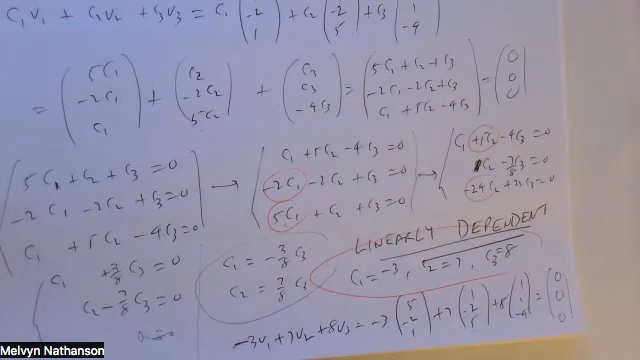 C₁V₁ + C₂V₂ + C₃V₃ = C₁ (-2 1) + C₂ (-2 5) + C₃ (1 -4)
= (5C₁ -2C₁ C₁) + (C₂ -2C₂ 5C₂) + (C₃ C₃ -4C₃) = (5C₁ + C₂ + C₃ -2C₁ -2C₂ + C₃ C₁ + 5C₂ -4C₃) = (0 0 0)
5C₁ + C₂ + C₃ = 0
-2C₁ -2C₂ + C₃ = 0
C₁ + 5C₂ - 4C₃ = 0
→
C₁ + 5C₂ - 4C₃ = 0
-2C₁ - 2C₂ + C₃ = 0
5C₁ + C₂ + C₃ = 0
→
C₁ + 5C₂ - 4C₃ = 0
C₂ - 7/8 C₃ = 0
-24C₂ + 21C₃ = 0
C₁ + 3/8 C₃ = 0
C₂ - 7/8 C₃ = 0
0 = 0
C₁ = -3/8 C₃
C₂ = 7/8 C₃
LINEARLY DEPENDENT
C₁ = -3, C₂ = 7, C₃ = 8
-3V₁ + 7V₂ + 8V₃ = -3 (5 -2 1) + 7 (1 -2 5) + 8 (1 1 -4) = (0 0 0)
Melvyn Nathanson